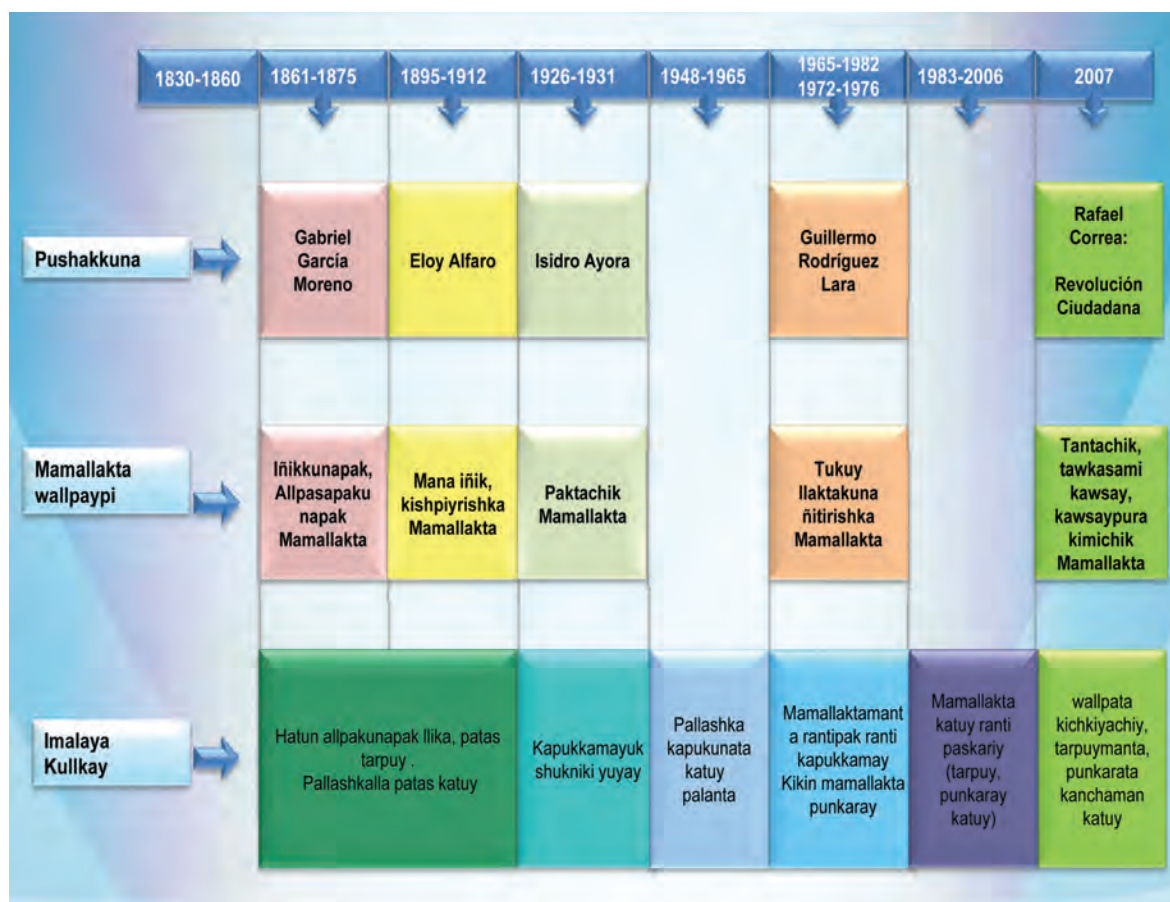 1830-1860
1861-1875
1895-1912
1926-1931
1948-1965
1965-1982
1972-1976
1983-2006
2007
Pushakkuna
Gabriel
García
Moreno
Eloy Alfaro
Isidro Ayora
Guillermo
Rodríguez
Lara
Rafael
Correa:
Revolución
Ciudadana
Mamallakta
wallpaypi
Iñikkunapak,
Allpasapaku
napak
Mamallakta
Mana iñik,
kishpiyrishka
Mamallakta
Paktachik
Mamallakta
Tukuy
llaktakuna
ñitirishka
Mamallakta
Tantachik,
tawkasami
kawsay,
kawsaypura
kimichik
Mamallakta
Imalaya
Kullkay
Hatun allpakunapak llika, patas
tarpuy .
Pallashkalla patas katuy
Kapukkamayuk
shukniki yuyay
Pallashka
kapukunata
katuy
palanta
Mamallaktamant
a rantipak ranti
kapukkamay
Kikin mamallakta
punkaray
Mamallakta
katuy ranti
paskariy
(tarpuy,
punkaray
katuy)
wallpata
kichkiyachiy,
tarpuymanta,
punkarata
kanchaman
katuy